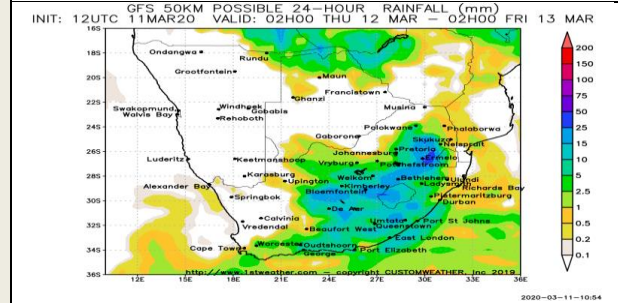 GFS 50KM POSSIBLE 24-HOUR RAINFALL (mm)
INIT: 12UTC 11MAR20 VALID: 02H00 THU 12 MAR – 02H00 FRI 13 MAR
16S
18S
20S
22S
24S
26S
28S
30S
32S
34S
36S
Ondangwa
Rundu
Grootfontein
Maun
Francistown
Ghanzi
Musina
Swakopmund
Windhoek
Gobabis
Walvis Bay
Rehoboth
Polokwane
Phalaborwa
Gaborone
Skukuza
Nelspruit
Johannesburg
Pretoria
Ermelo
Luderitz
Keetmanshoop
Vryburg
Potchefstroom
Karasburg
Upington
Welkom
Bethlehem
Ulundi
Alexander Bay
Kimberley
Ladysmith
Richards Bay
Bloemfontein
Springbok
Pietermaritzburg
Durban
De Aar
Calvinia
Umtata
Port St Johns
Vredendal
Beaufort West
Queenstown
East London
Cape Town
Worcester
Oudtshoorn
George
Port Elizabeth
http://www.1stweather.com – copyright CUSTOMWEATHER, Inc 2019
12E 15E 18E 21E 24E 27E 30E 33E 36E
200
150
100
75
50
25
20
15
10
5
2.5
1
0.5
0.2
0.1
2020-03-11-10:54